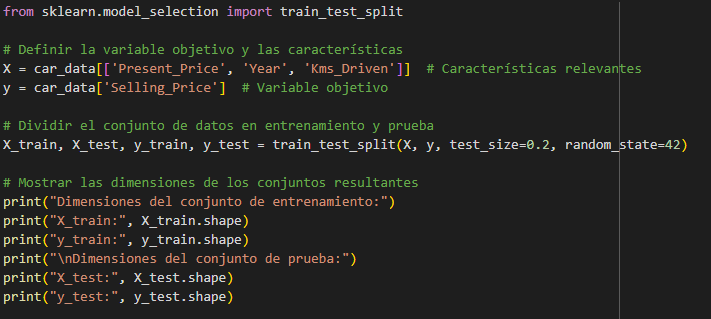 from sklearn.model_selection import train_test_split
# Definir la variable objetivo y las características
X = car_data[['Present_Price', 'Year', 'Kms_Driven']]  # Características relevantes
y = car_data['Selling_Price']  # Variable objetivo
# Dividir el conjunto de datos en entrenamiento y prueba
X_train, X_test, y_train, y_test = train_test_split(X, y, test_size=0.2, random_state=42)
# Mostrar las dimensiones de los conjuntos resultantes
print("Dimensiones del conjunto de entrenamiento:")
print("X_train:", X_train.shape)
print("y_train:", y_train.shape)
print("\nDimensiones del conjunto de prueba:")
print("X_test:", X_test.shape)
print("y_test:", y_test.shape)